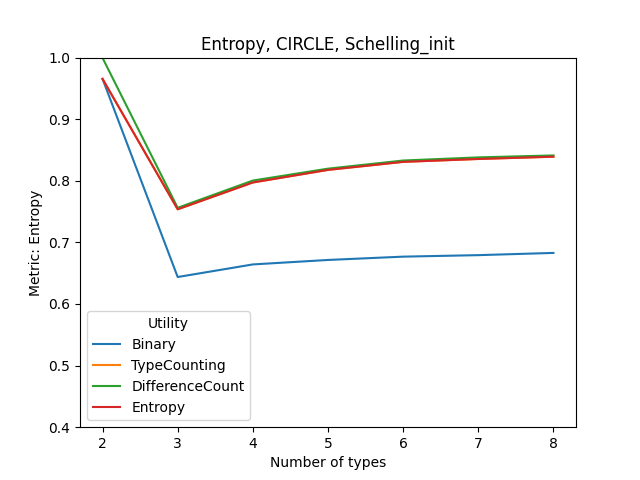 Entropy, CIRCLE, Schelling_init
1.0
0.9
0.8
0.7
0.6
0.5
0.4
Metric: Entropy
Utility
Binary
TypeCounting
DifferenceCount
Entropy
2 3 4 5 6 7 8
Number of types